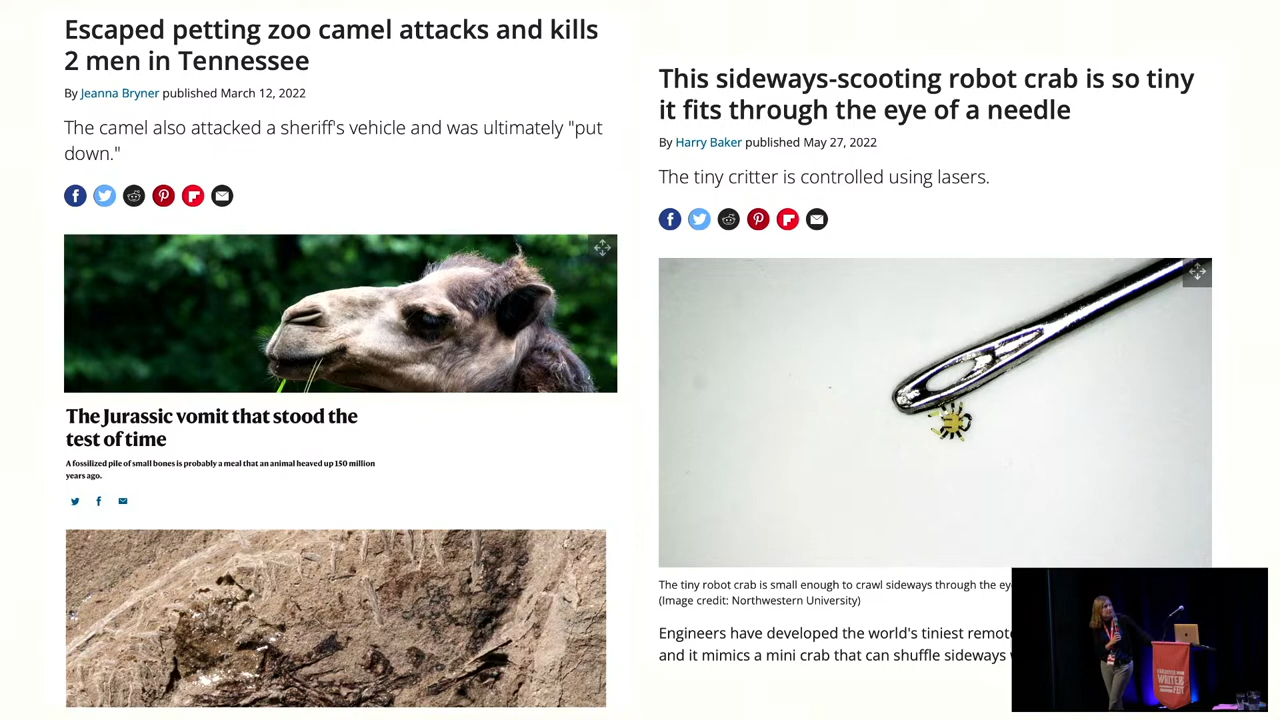 Escaped petting zoo camel attacks and kills
2 men in Tennessee
By Jeanna Bryner published March 12, 2022
The camel also attacked a sheriff's vehicle and was ultimately "put
down."
The Jurassic vomit that stood the
test of time
A fossilized pile of small bones is probably a meal that an animal heaved up 150 million
years ago.
This sideways-scooting robot crab is so tiny
it fits through the eye of a needle
By Harry Baker published May 27, 2022
The tiny critter is controlled using lasers.
The tiny robot crab is small enough to crawl sideways through the
(Image credit: Northwestern University)
Engineers have developed the world's tiniest
and it mimics a mini crab that can shuffle sideways
WRITE